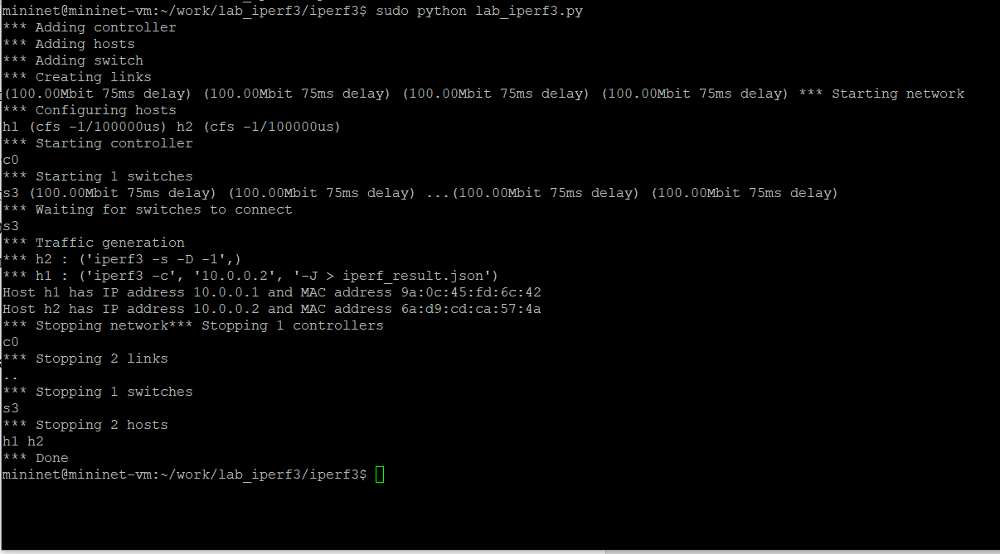 mininet@mininet-vm:~/work/lab_iperf3/iperf3$ sudo python lab_iperf3.py
*** Adding controller
*** Adding hosts
*** Adding switch
*** Creating links
(100.00Mbit 75ms delay) (100.00Mbit 75ms delay) (100.00Mbit 75ms delay) (100.00Mbit 75ms delay) *** Starting network
*** Configuring hosts
h1 (cfs -1/100000us) h2 (cfs -1/100000us)
*** Starting controller
c0
*** Starting 1 switches
s3 (100.00Mbit 75ms delay) (100.00Mbit 75ms delay) ...(100.00Mbit 75ms delay) (100.00Mbit 75ms delay)
*** Waiting for switches to connect
s3
*** Traffic generation
*** h2 : ('iperf3 -s -D -1',)
*** h1 : ('iperf3 -c', '10.0.0.2', '-J > iperf_result.json')
Host h1 has IP address 10.0.0.1 and MAC address 9a:0c:45:fd:6c:42
Host h2 has IP address 10.0.0.2 and MAC address 6a:d9:cd:ca:57:4a
*** Stopping network*** Stopping 1 controllers
c0
*** Stopping 2 links
..
*** Stopping 1 switches
s3
*** Stopping 2 hosts
h1 h2
*** Done
mininet@mininet-vm:~/work/lab_iperf3/iperf3$